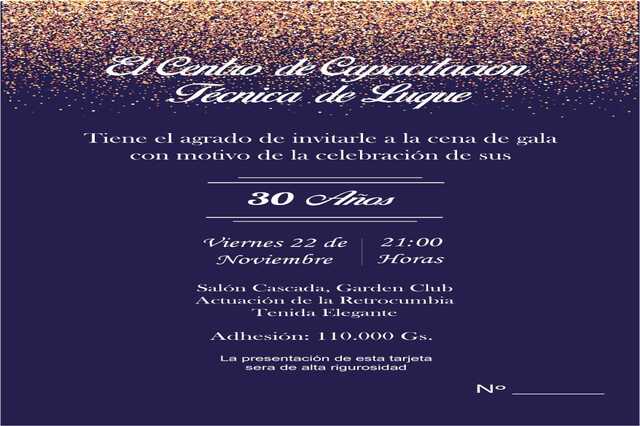 El Centro de Capacitacion
Técnica de Luque
Tiene el agrado de invitarle a la cena de gala
con motivo de la celebración de sus
30 Años
Viernes 22 de
Noviembre
21:00
Horas
Salón Cascada, Garden Club
Actuación de la Retrocumbia
Tenida Elegante
Adhesión: 110.000 Gs.
La presentación de esta tarjeta
sera de alta rigurosidad
Nº